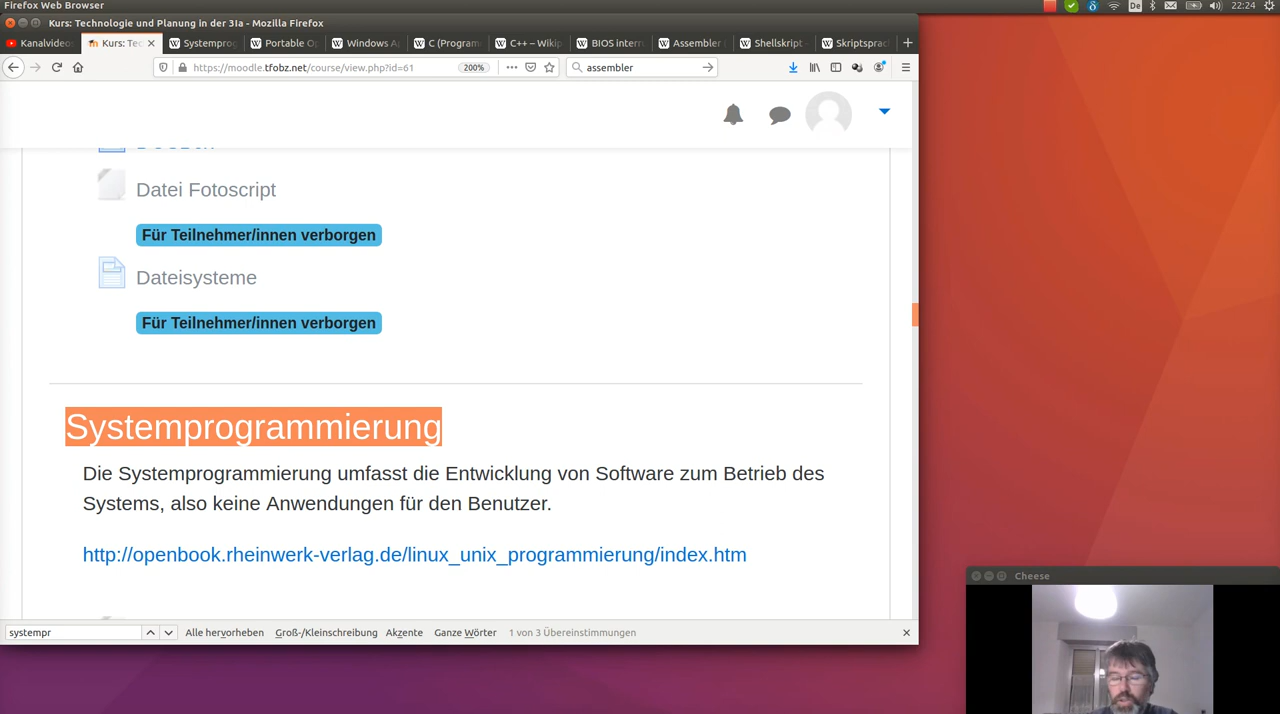 Firefox Web Browser
De
22:24
Kurs: Technologie und Planung in der 3Ia - Mozilla Firefox
Kanalvideo
Kurs: Tec
Systemprog
Portable Op
Windows A
C (Program
C++ – Wikip
BIOS interr
Assembler
Shellskript –
Skriptsprac
https://moodle.tfobz.net/course/view.php?id=61
200%
assembler
Datei Fotoscript
Für Teilnehmer/innen verborgen
Dateisysteme
Für Teilnehmer/innen verborgen
Systemprogrammierung
Die Systemprogrammierung umfasst die Entwicklung von Software zum Betrieb des
Systems, also keine Anwendungen für den Benutzer.
http://openbook.rheinwerk-verlag.de/linux_unix_programmierung/index.htm
Cheese
systempr
Alle hervorheben
Groß-/Kleinschreibung
Akzente
Ganze Wörter
1 von 3 Übereinstimmungen